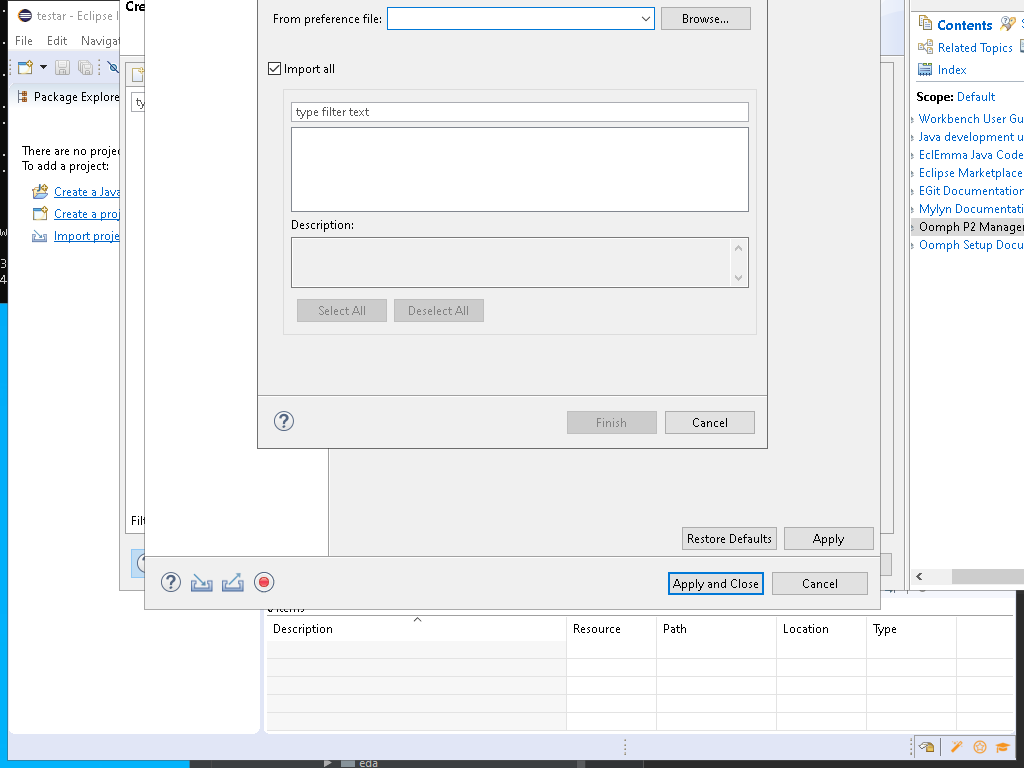 testar - Eclipse I
Cre
File Edit Navigat
Package Explore
There are no projec
To add a project:
Create a Java
Create a proj
Import proje
ty
Filt
From preference file:
Browse...
Import all
type filter text
Description:
Select All Deselect All
Finish Cancel
Restore Defaults Apply
Apply and Close Cancel
Contents
Related Topics
Index
Scope: Default
Workbench User Gu
Java development u
EclEmma Java Code
Eclipse Marketplace
EGit Documentation
Mylyn Documentati
Oomph P2 Manager
Oomph Setup Docu
Description Resource Path Location Type
eda